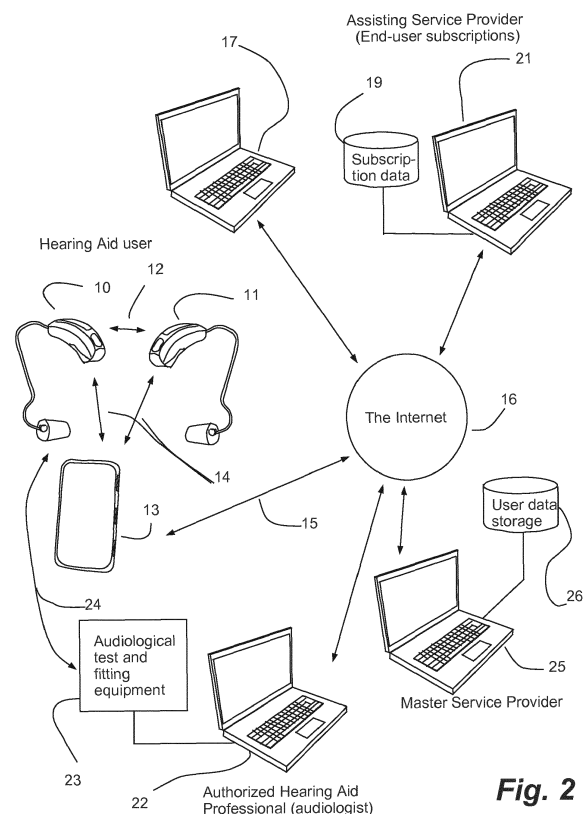 Assisting Service Provider
(End-user subscriptions)
17
19
21
Subscrip-
tion data
Hearing Aid user
10
12
11
The Internet
16
14
13
15
User data
storage
26
24
Audiological
test and
fitting
equipment
25
Master Service Provider
23
22
Authorized Hearing Aid
Professional (audiologist)
Fig. 2